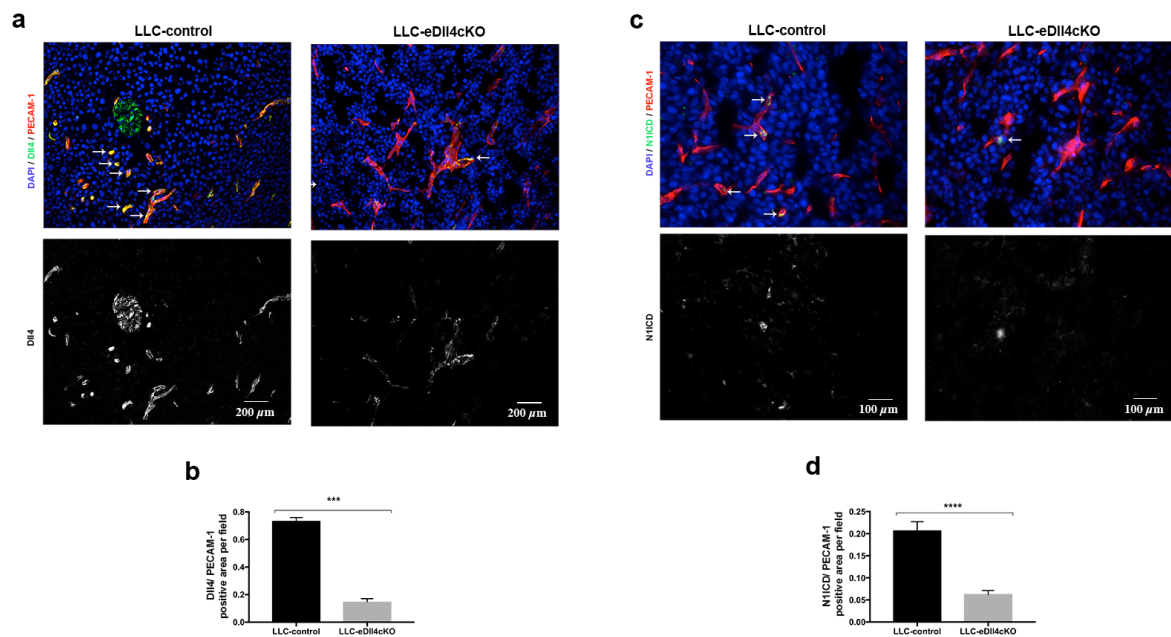 a
LLC-control
LLC-eDll4cKO
DAPI / Dll4 / PECAM-1
Dll4
200 µm
200 µm
c
LLC-control
LLC-eDll4cKO
DAPI / N1ICD / PECAM-1
N1ICD
100 µm
100 µm
b
Dll4/ PECAM-1
positive area per field
0.8
0.6
0.4
0.2
0.0
***
LLC-control
LLC-eDll4cKO
d
N1ICD/ PECAM-1
positive area per field
0.25
0.20
0.15
0.10
0.05
0.00
****
LLC-control
LLC-eDll4cKO